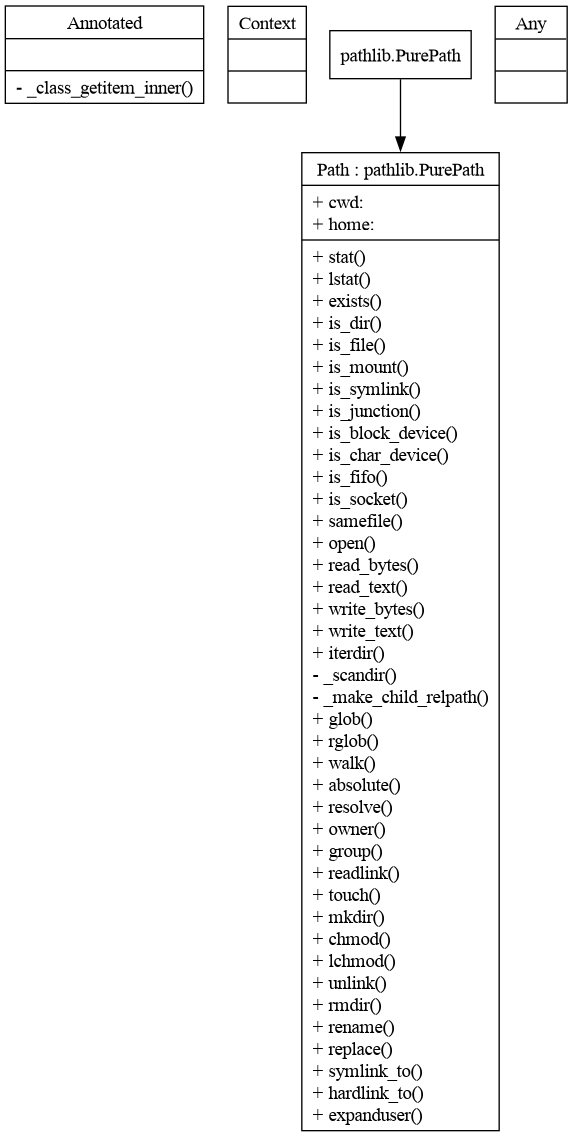 Annotated
- _class_getitem_inner()
Context
pathlib.PurePath
Any
Path : pathlib.PurePath
+ cwd:
+ home:
+ stat()
+ lstat()
+ exists()
+ is_dir()
+ is_file()
+ is_mount()
+ is_symlink()
+ is_junction()
+ is_block_device()
+ is_char_device()
+ is_fifo()
+ is_socket()
+ samefile()
+ open()
+ read_bytes()
+ read_text()
+ write_bytes()
+ write_text()
+ iterdir()
- _scandir()
- _make_child_relpath()
+ glob()
+ rglob()
+ walk()
+ absolute()
+ resolve()
+ owner()
+ group()
+ readlink()
+ touch()
+ mkdir()
+ chmod()
+ lchmod()
+ unlink()
+ rmdir()
+ rename()
+ replace()
+ symlink_to()
+ hardlink_to()
+ expanduser()